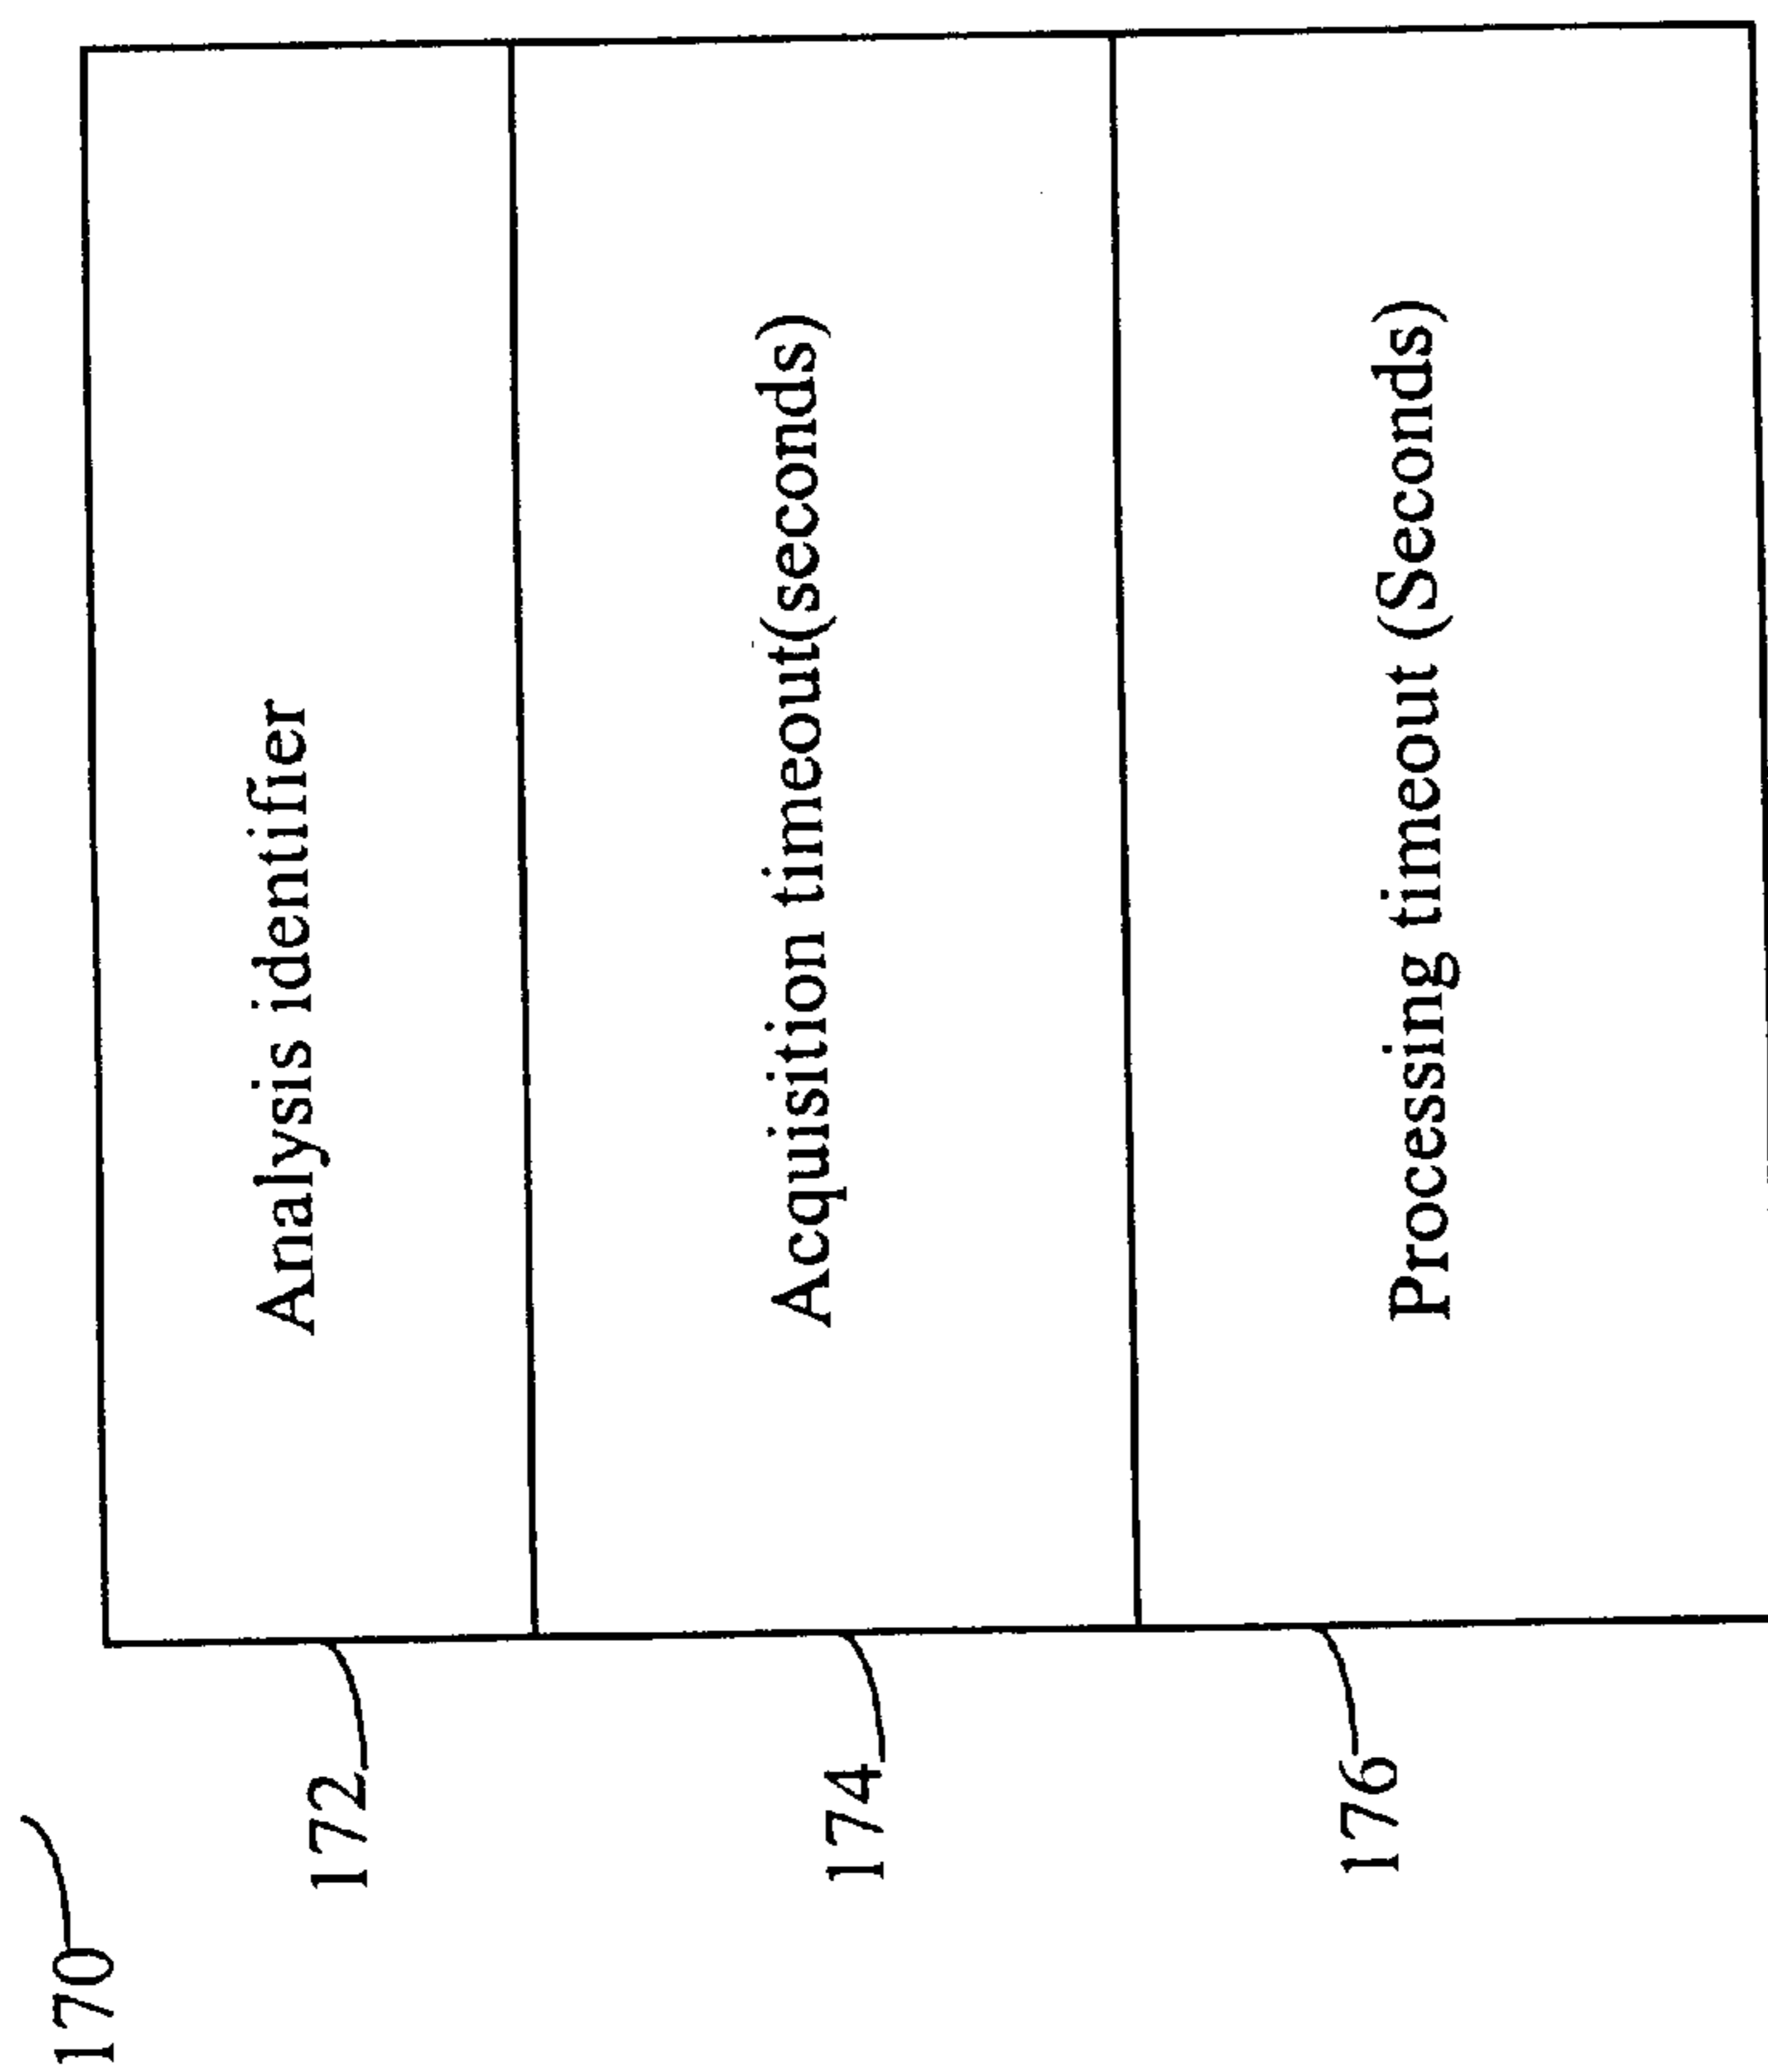 170
172
Analysis identifier
174
Acquisition timeout(seconds)
176
Processing timeout (Seconds)